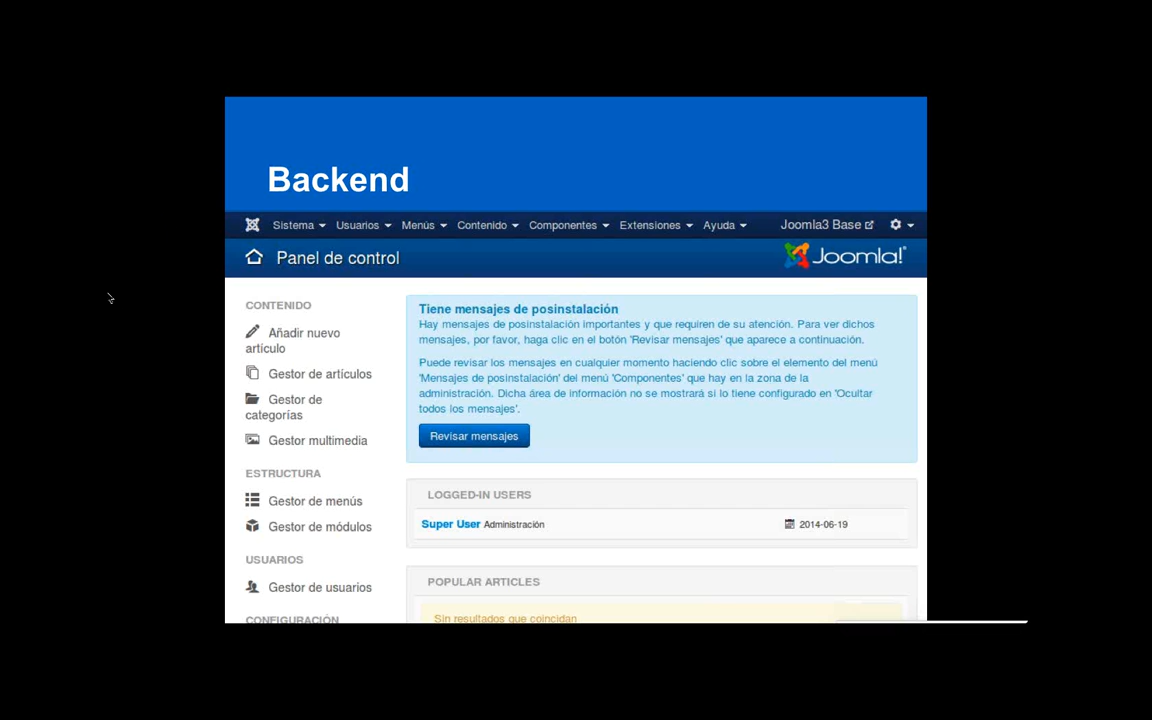 Backend
Sistema Usuarios Menús Contenido Componentes Extensiones Ayuda Joomla3 Base
Panel de control Joomla!
CONTENIDO
Añadir nuevo
artículo
Gestor de artículos
Gestor de
categorías
Gestor multimedia
ESTRUCTURA
Gestor de menús
Gestor de módulos
USUARIOS
Gestor de usuarios
CONFIGURACIÓN
Tiene mensajes de posinstalación
Hay mensajes de posinstalación importantes y que requiren de su atención. Para ver dichos
mensajes, por favor, haga clic en el botón 'Revisar mensajes' que aparece a continuación.
Puede revisar los mensajes en cualquier momento haciendo clic sobre el elemento del menú
'Mensajes de posinstalación' del menú 'Componentes' que hay en la zona de la
administración. Dicha área de información no se mostrará si lo tiene configurado en 'Ocultar
todos los mensajes'.
Revisar mensajes
LOGGED-IN USERS
Super User Administración 2014-06-19
POPULAR ARTICLES
Sin resultados que coincidan